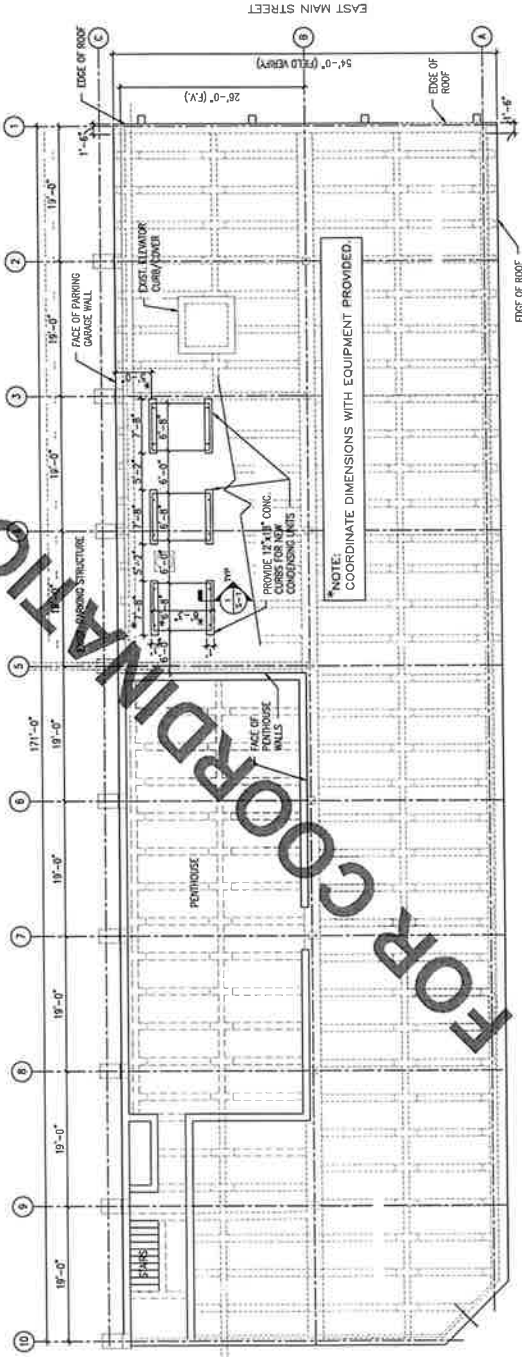 EAST MAIN STREET
171'-0"
19'-0"
19'-0"
19'-0"
19'-0"
19'-0"
19'-0"
19'-0"
19'-0"
10
9
8
7
6
5
3
2
1
C
B
A
1'-6"
EDGE OF ROOF
54'-0" (FIELD VERIFY)
26'-0" (F.V.)
EDGE OF
ROOF
1'-6"
EDGE OF ROOF
PARKING STRUCTURE
FACE OF PARKING
GARAGE WALL
EXIST. ELEVATOR
CURB/COVER
7'-8"
5'-2"
7'-8"
5'-2"
7'-8"
6'-8"
6'-0"
6'-8"
6'-0"
6'-8"
6'-0"
TYP
PROVIDE 12"x18" CONC.
CURBS FOR NEW
CONDENSING UNITS
*NOTE:
COORDINATE DIMENSIONS WITH EQUIPMENT PROVIDED.
FACE OF
PENTHOUSE
WALLS
PENTHOUSE
STAIRS
FOR COORDINATIO